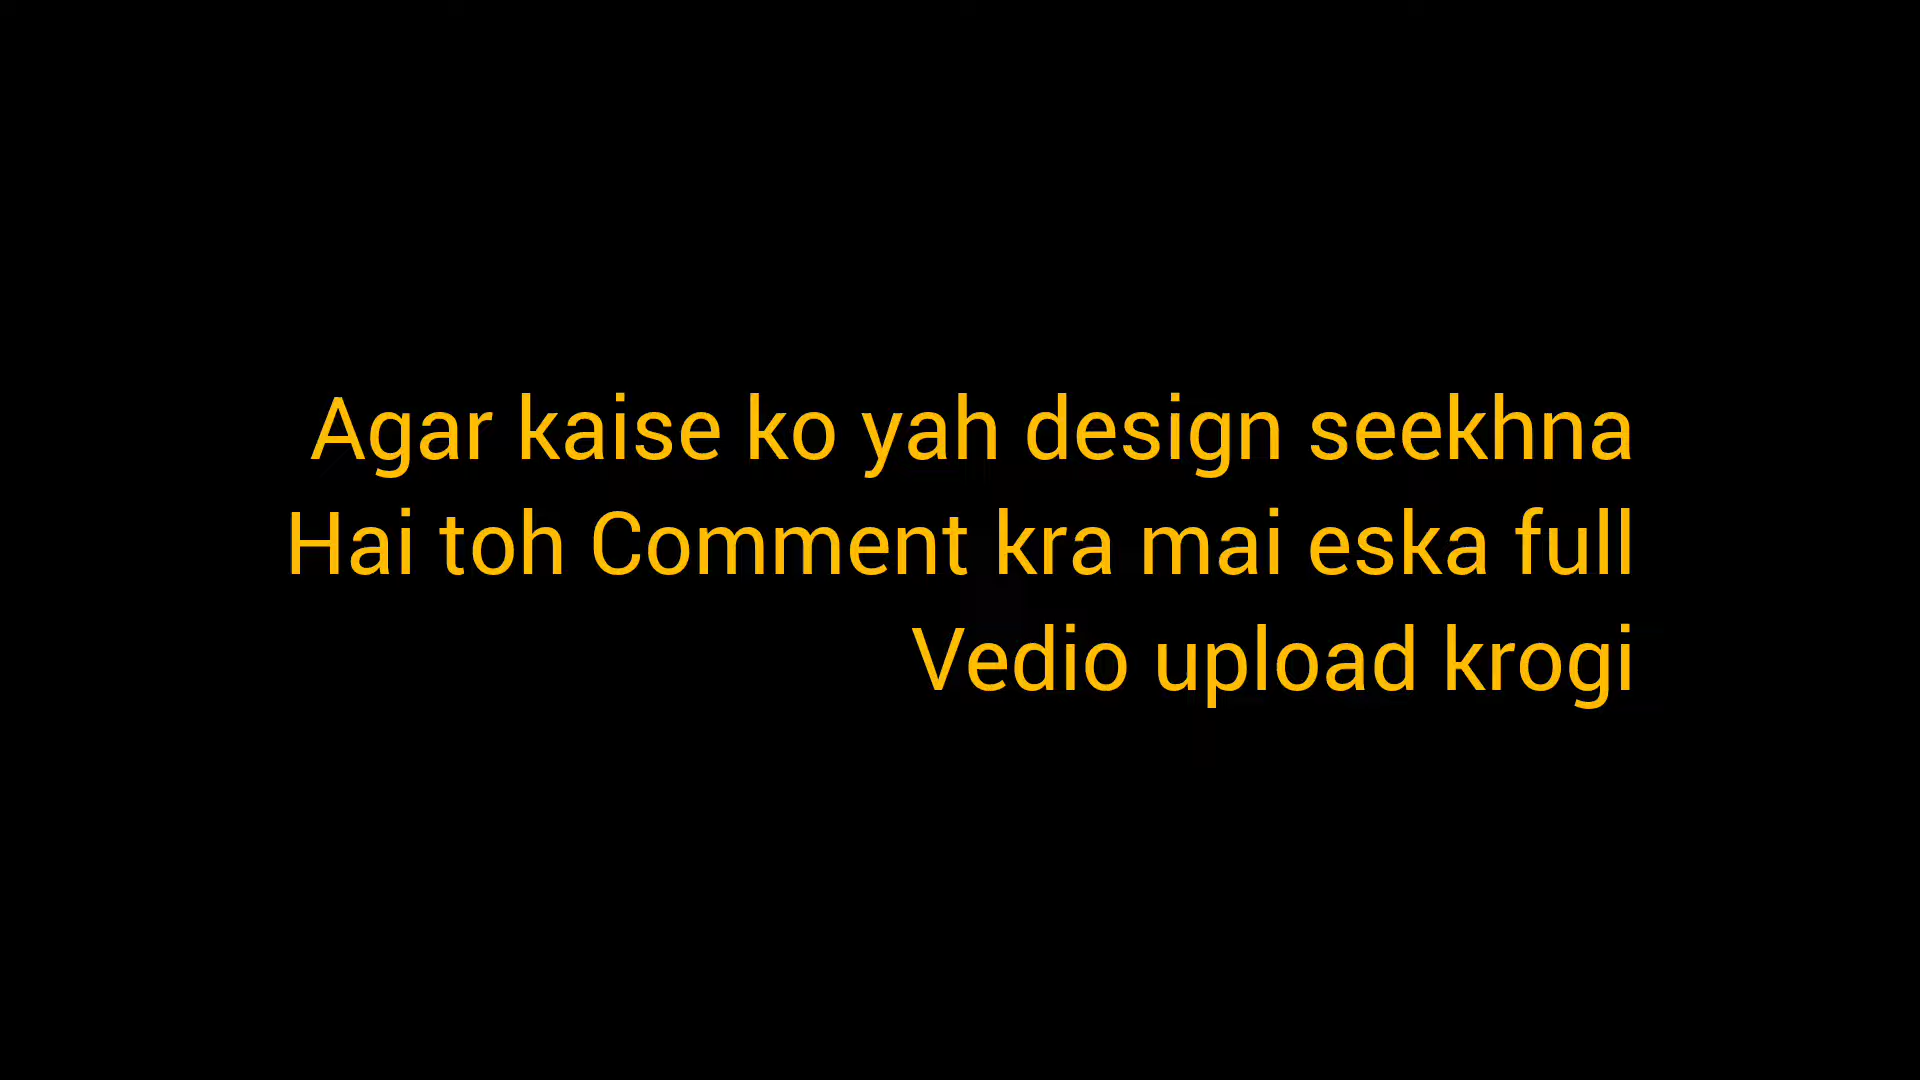 Agar kaise ko yah design seekhna
Hai toh Comment kra mai eska full
Vedio upload krogi